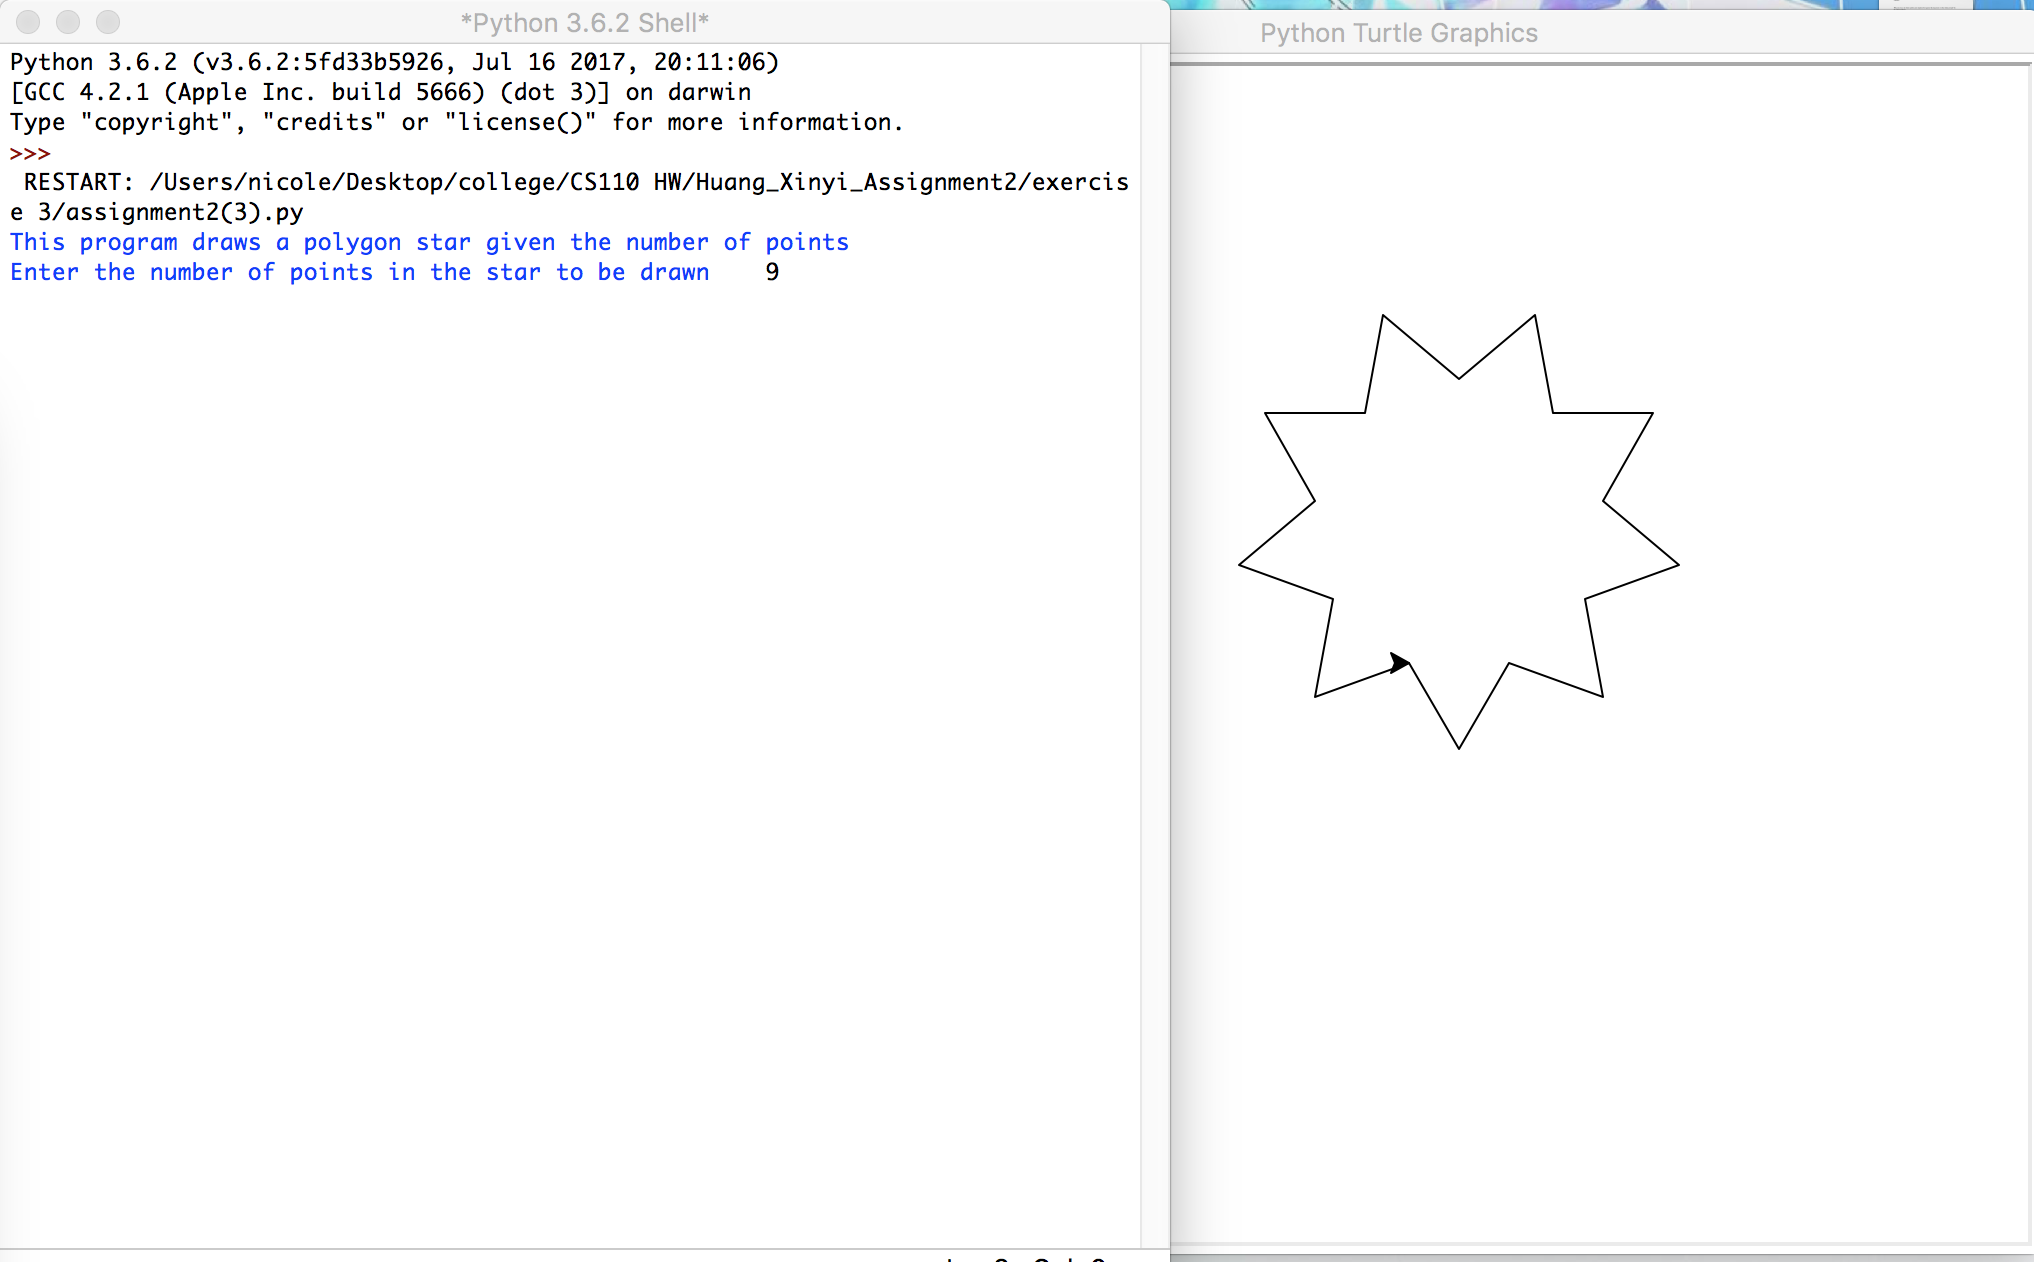 *Python 3.6.2 Shell*
Python 3.6.2 (v3.6.2:5fd33b5926, Jul 16 2017, 20:11:06)
[GCC 4.2.1 (Apple Inc. build 5666) (dot 3)] on darwin
Type "copyright", "credits" or "license()" for more information.
>>>
RESTART: /Users/nicole/Desktop/college/CS110 HW/Huang_Xinyi_Assignment2/exercis
e 3/assignment2(3).py
This program draws a polygon star given the number of points
Enter the number of points in the star to be drawn    9
Python Turtle Graphics